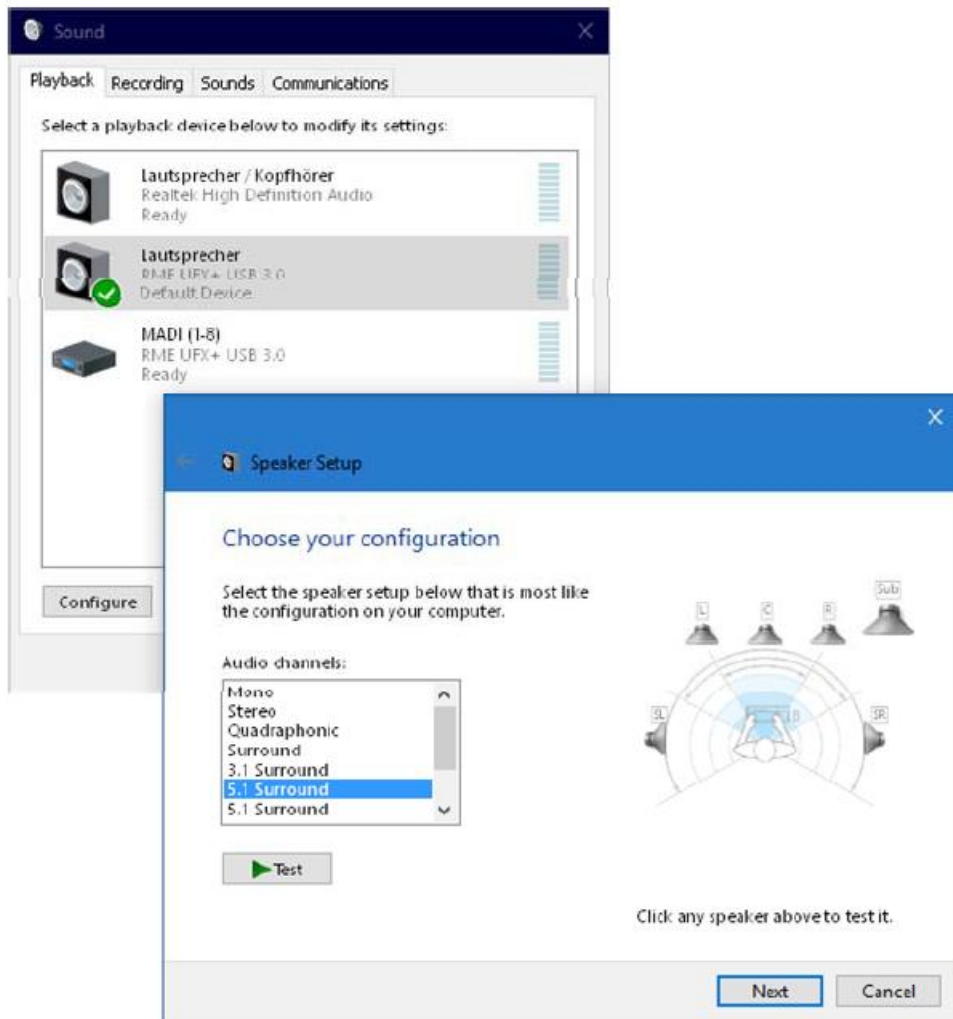 Sound
Playback Recording Sounds Communications
Select a playback device below to modify its settings:
Lautsprecher / Kopfhörer
Realtek High Definition Audio
Ready
Lautsprecher
RME UFX+ USB 3.0
Default Device
MADI (1-8)
RME UFX+ USB 3.0
Ready
Configure
Speaker Setup
Choose your configuration
Select the speaker setup below that is most like
the configuration on your computer.
Audio channels:
Mono
Stereo
Quadraphonic
Surround
3.1 Surround
5.1 Surround
5.1 Surround
Test
L C R Sub
SL SR
Click any speaker above to test it.
Next Cancel